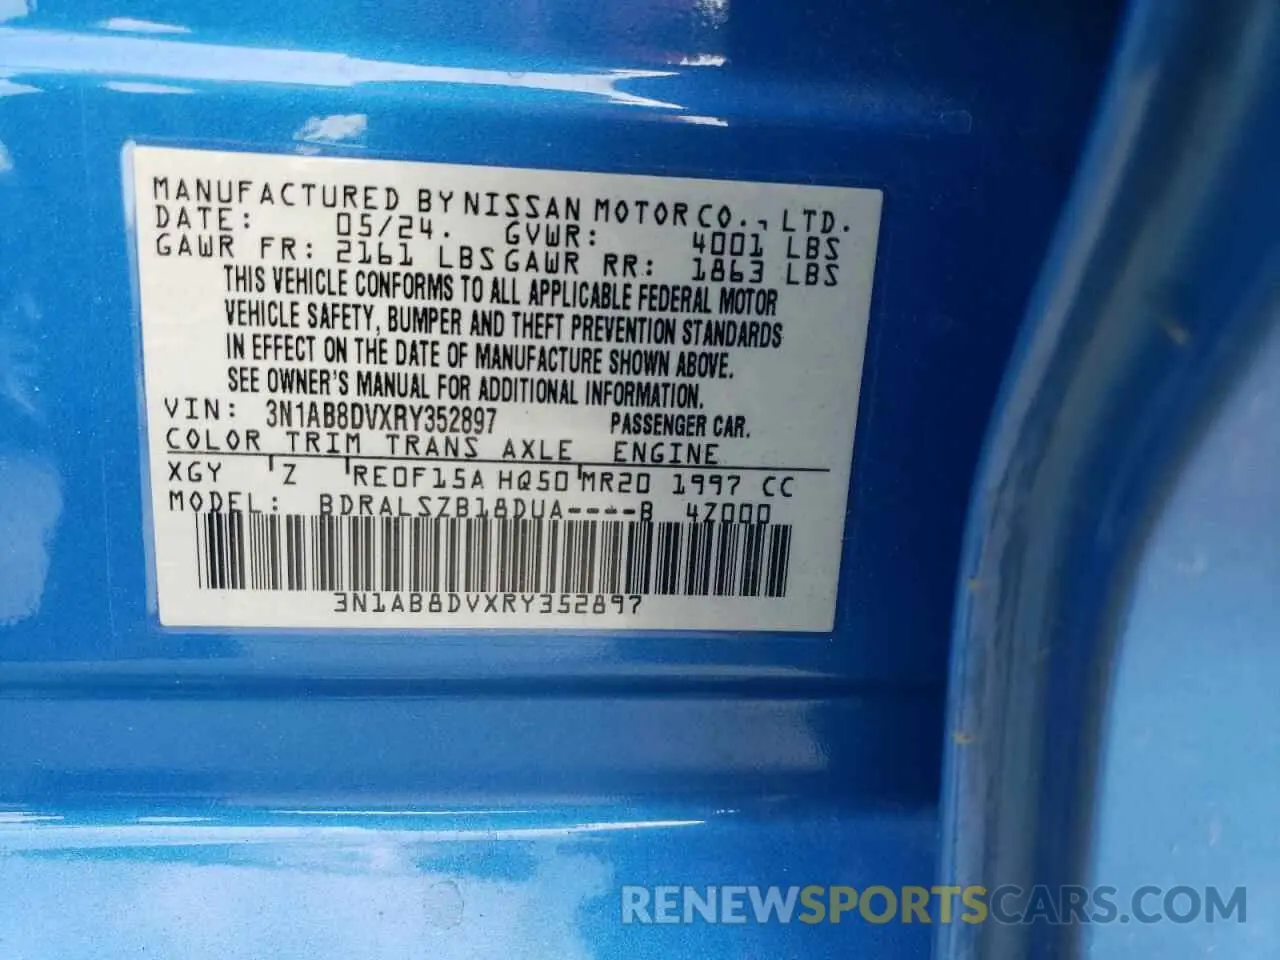 MANUFACTURED BY NISSAN MOTOR CO., LTD.
DATE: 05/24. GVWR: 4001 LBS
GAWR FR: 2161 LBS GAWR RR: 1863 LBS
THIS VEHICLE CONFORMS TO ALL APPLICABLE FEDERAL MOTOR
VEHICLE SAFETY, BUMPER AND THEFT PREVENTION STANDARDS
IN EFFECT ON THE DATE OF MANUFACTURE SHOWN ABOVE.
SEE OWNER'S MANUAL FOR ADDITIONAL INFORMATION.
VIN: 3N1AB8DVXRY352897 PASSENGER CAR.
COLOR TRIM TRANS AXLE ENGINE
XGY Z RE0F15A HQ50 MR20 1997 CC
MODEL: BDRALSZB18DUA----B 4Z000
3N1AB8DVXRY352897
RENEWSPORTSCARS.COM